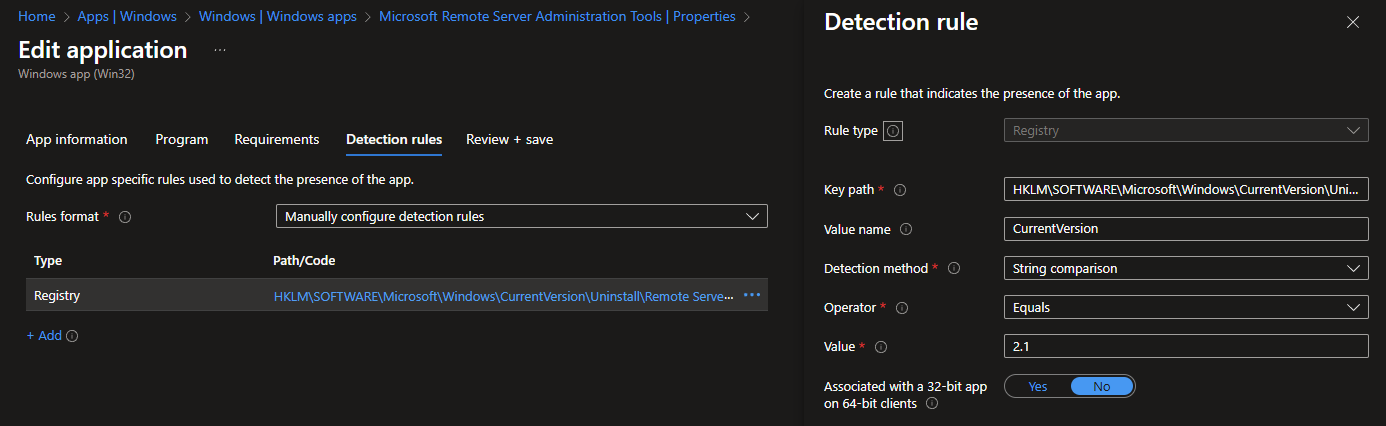 Home > Apps | Windows > Windows | Windows apps > Microsoft Remote Server Administration Tools | Properties >
Edit application ...
Windows app (Win32)
App information Program Requirements Detection rules Review + save
Configure app specific rules used to detect the presence of the app.
Rules format * Manually configure detection rules
Type Path/Code
Registry HKLM\SOFTWARE\Microsoft\Windows\CurrentVersion\Uninstall\Remote Serve... ...
+ Add
Detection rule
Create a rule that indicates the presence of the app.
Rule type Registry
Key path * HKLM\SOFTWARE\Microsoft\Windows\CurrentVersion\Uni...
Value name CurrentVersion
Detection method * String comparison
Operator * Equals
Value * 2.1
Associated with a 32-bit app
on 64-bit clients
Yes No